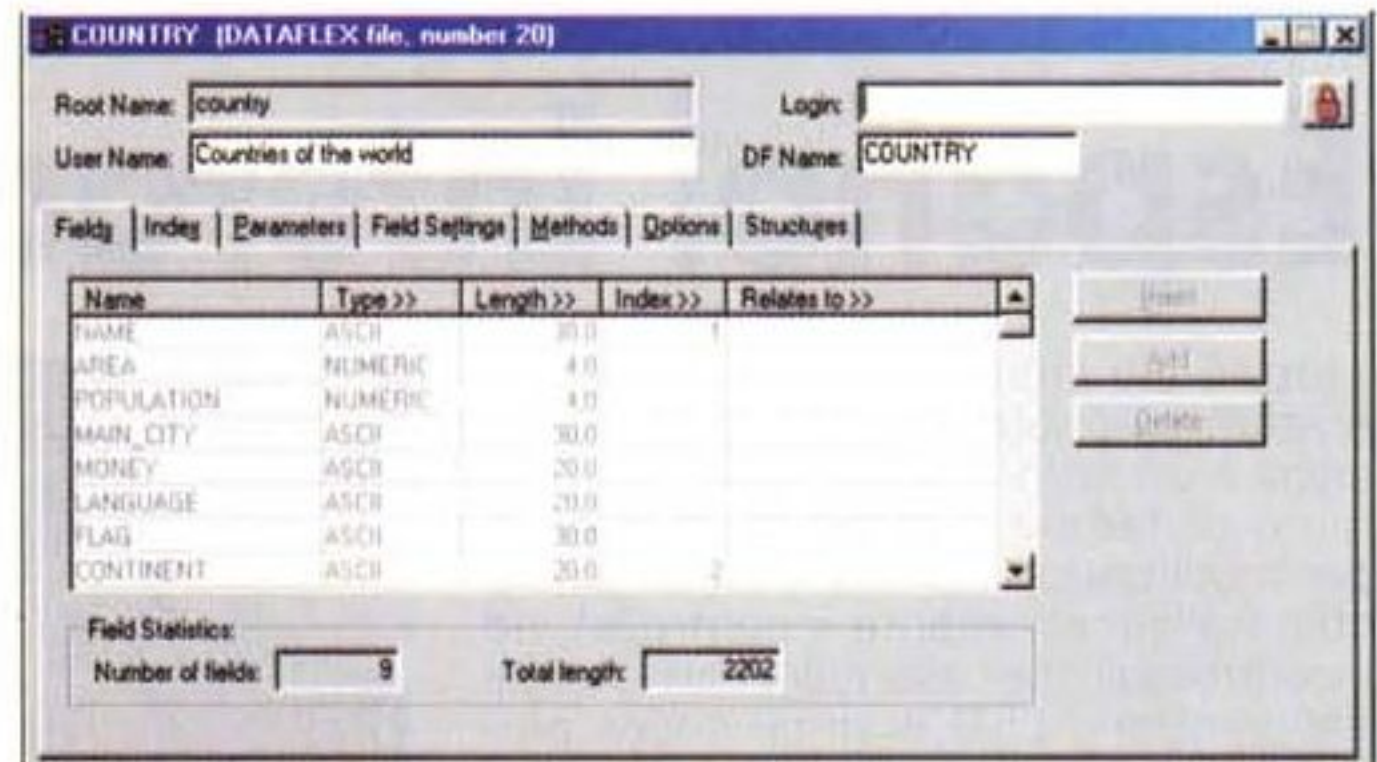 COUNTRY (DATAFLEX file, number 20)
Root Name: country
Login:
User Name: Countries of the world
DF Name: COUNTRY
Fields Index Parameters Field Settings Methods Options Structures
Name Type >> Length >> Index >> Relates to >>
NAME ASCII 30.0 1
AREA NUMERIC 4.0
POPULATION NUMERIC 4.0
MAIN_CITY ASCII 30.0
MONEY ASCII 20.0
LANGUAGE ASCII 20.0
FLAG ASCII 30.0
CONTINENT ASCII 20.0 2
Insert
Add
Delete
Field Statistics:
Number of fields: 9
Total length: 2202